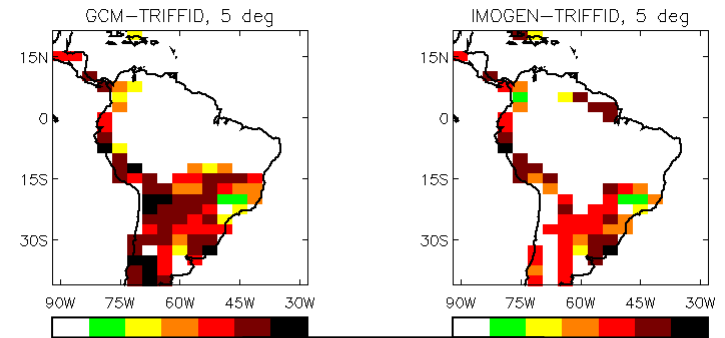 GCM-TRIFFID, 5 deg
IMOGEN-TRIFFID, 5 deg
15N
0
15S
30S
90W 75W 60W 45W 30W
15N
0
15S
30S
90W 75W 60W 45W 30W